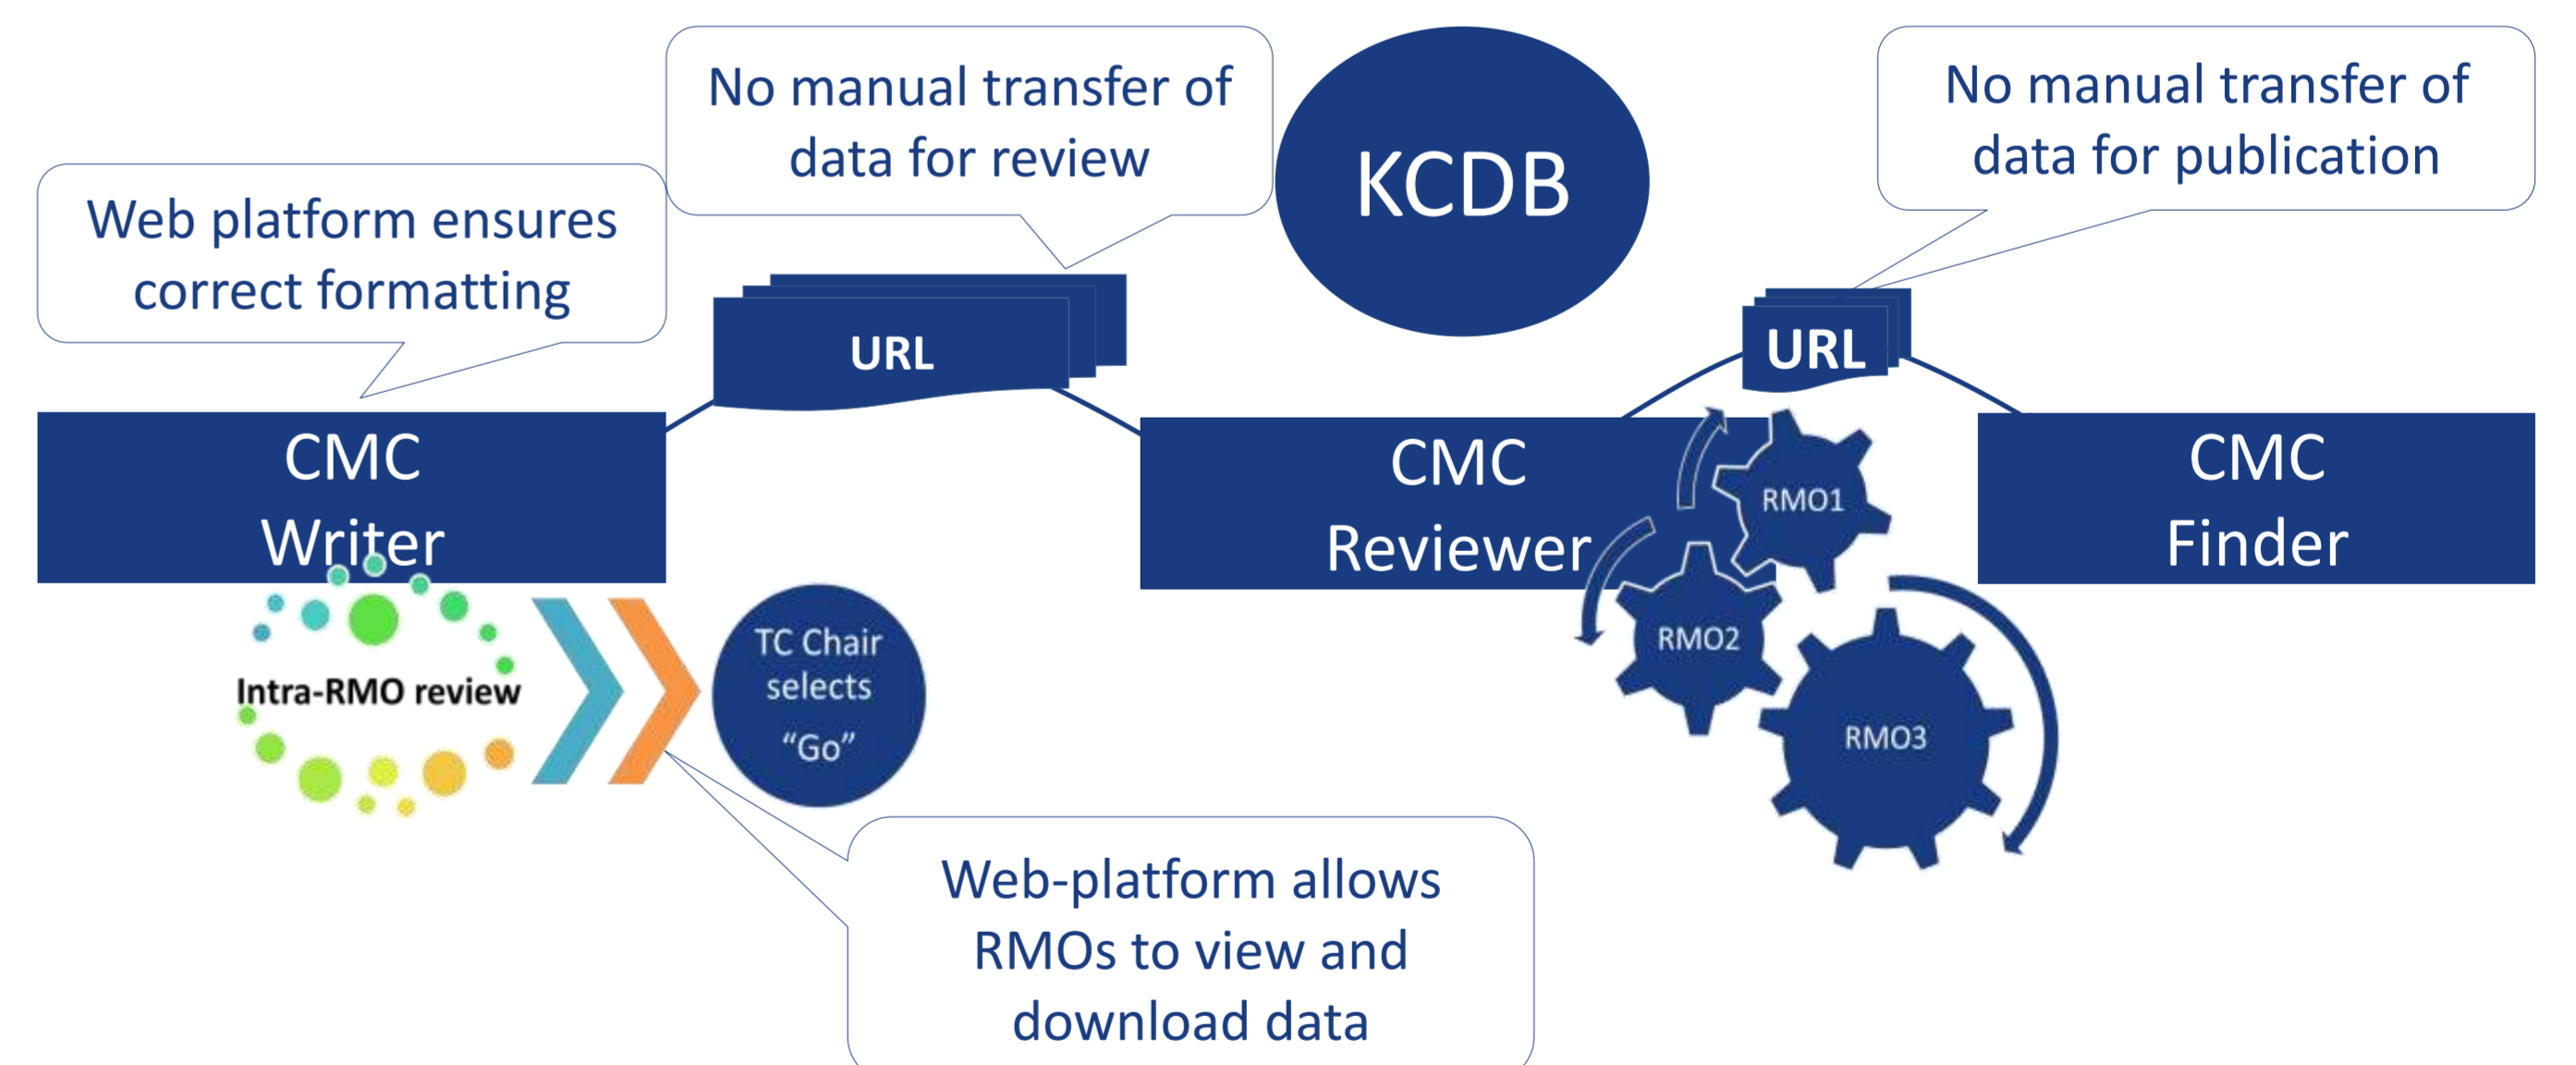 No manual transfer of
data for review
KCDB
No manual transfer of
data for publication
Web platform ensures
correct formatting
URL
URL
CMC
Writer
CMC
Reviewer
CMC
Finder
RMO1
RMO2
RMO3
Intra-RMO review
TC Chair
selects
“Go”
Web-platform allows
RMOs to view and
download data